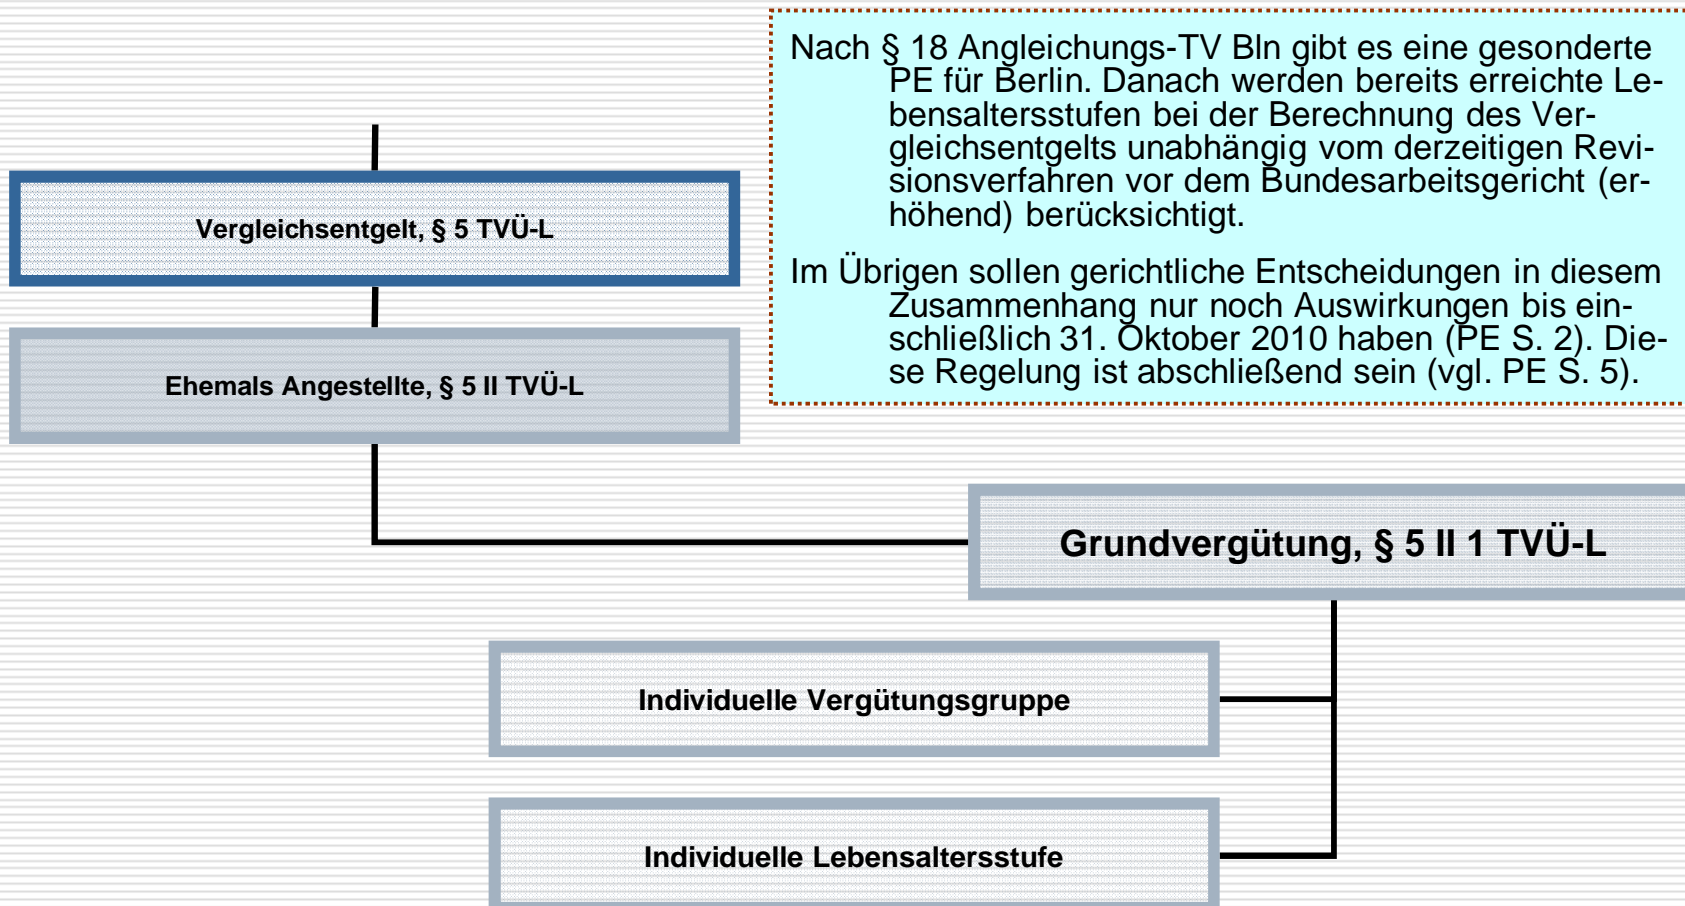 Nach § 18 Angleichungs-TV Bln gibt es eine gesonderte
PE für Berlin. Danach werden bereits erreichte Le-
bensaltersstufen bei der Berechnung des Ver-
gleichsentgelts unabhängig vom derzeitigen Revi-
sionsverfahren vor dem Bundesarbeitsgericht (er-
höhend) berücksichtigt.
Im Übrigen sollen gerichtliche Entscheidungen in diesem
Zusammenhang nur noch Auswirkungen bis ein-
schließlich 31. Oktober 2010 haben (PE S. 2). Die-
se Regelung ist abschließend sein (vgl. PE S. 5).
Vergleichsentgelt, § 5 TVÜ-L
Ehemals Angestellte, § 5 II TVÜ-L
Grundvergütung, § 5 II 1 TVÜ-L
Individuelle Vergütungsgruppe
Individuelle Lebensaltersstufe